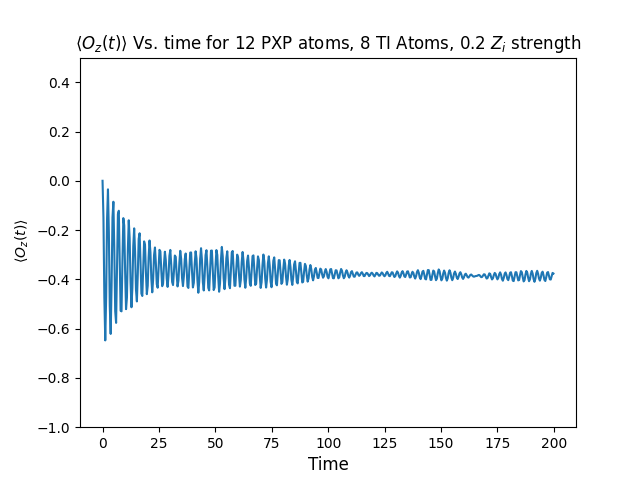 ⟨O_z(t)⟩ Vs. time for 12 PXP atoms, 8 TI Atoms, 0.2 Z_i strength
0.4
0.2
0.0
−0.2
−0.4
−0.6
−0.8
−1.0
⟨O_z(t)⟩
0 25 50 75 100 125 150 175 200
Time